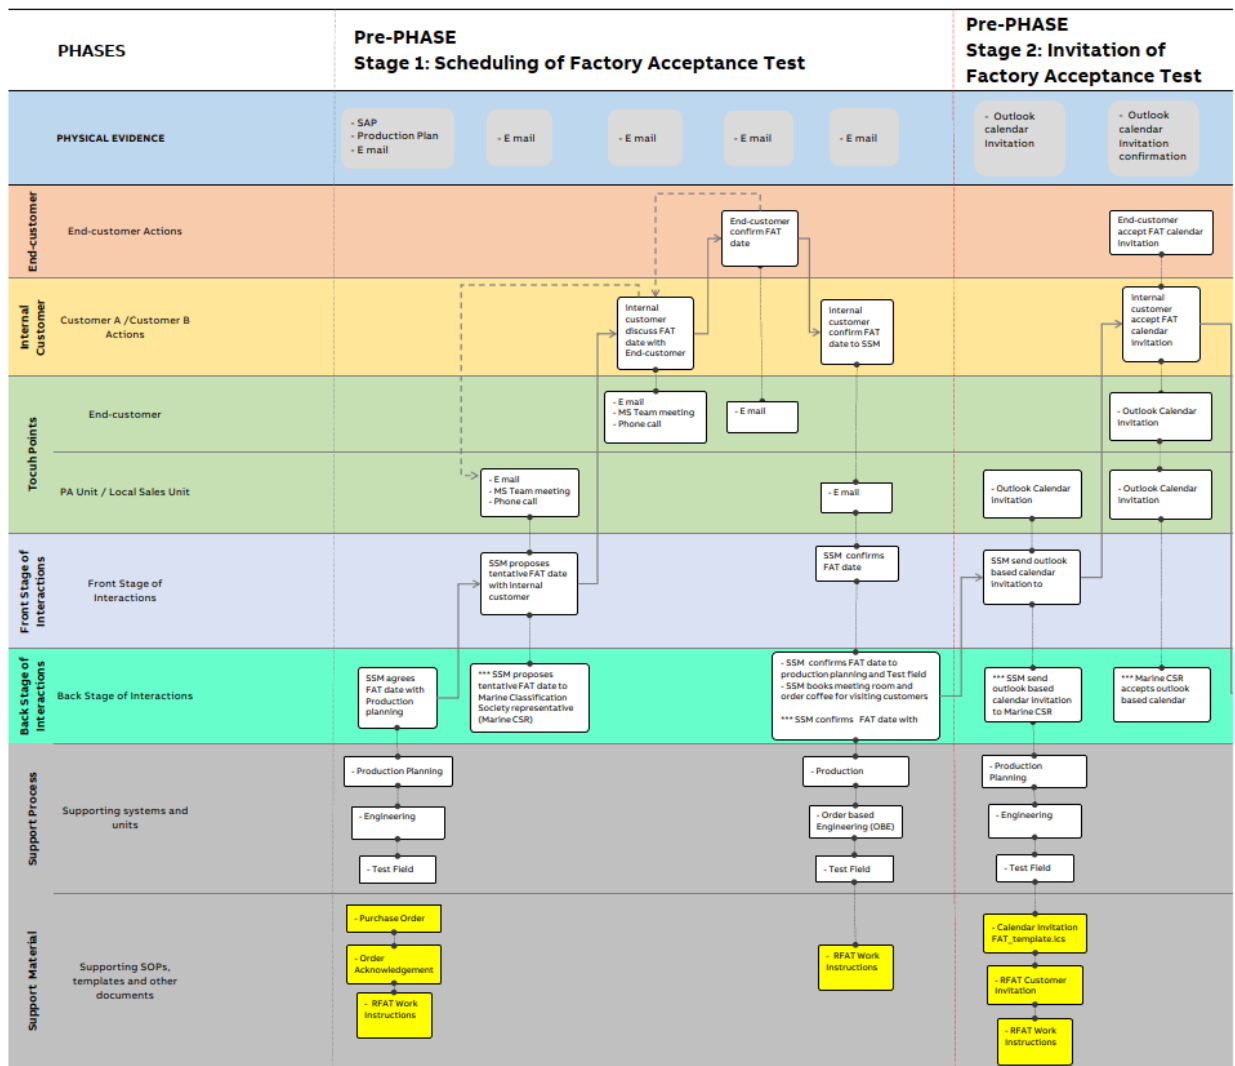 PHASES
Pre-PHASE
Stage 1: Scheduling of Factory Acceptance Test
Pre-PHASE
Stage 2: Invitation of
Factory Acceptance Test
PHYSICAL EVIDENCE
- SAP
- Production Plan
- E mail
- E mail
- E mail
- E mail
- E mail
- Outlook
calendar
Invitation
- Outlook
calendar
Invitation
confirmation
End-customer
End-customer Actions
End-customer
confirm FAT
date
End-customer
accept FAT calendar
Invitation
Internal
Customer
Customer A /Customer B
Actions
Internal
customer
discuss FAT
date with
End-customer
Internal
customer
confirm FAT
date to SSM
Internal
customer
accept FAT
calendar
Invitation
Tocuh Points
End-customer
- E mail
- MS Team meeting
- Phone call
- E mail
- Outlook Calendar
Invitation
PA Unit / Local Sales Unit
- E mail
- MS Team meeting
- Phone call
- E mail
- Outlook Calendar
Invitation
- Outlook Calendar
Invitation
Front Stage of
Interactions
Front Stage of
Interactions
SSM proposes
tentative FAT date
with Internal
customer
SSM confirms
FAT date
SSM send outlook
based calendar
invitation to
Back Stage of
Interactions
Back Stage of Interactions
SSM agrees
FAT date with
Production
planning
*** SSM proposes
tentative FAT date to
Marine Classification
Society representative
(Marine CSR)
- SSM confirms FAT date to
production planning and Test field
- SSM books meeting room and
order coffee for visiting customers
*** SSM confirms FAT date with
*** SSM send
outlook based
calendar invitation
to Marine CSR
*** Marine CSR
accepts outlook
based calendar
Support Process
Supporting systems and
units
- Production Planning
- Engineering
- Test Field
- Production
- Order based
Engineering (OBE)
- Test Field
- Production
Planning
- Engineering
- Test Field
Support Material
Supporting SOPs,
templates and other
documents
- Purchase Order
- Order
Acknowledgement
- RFAT Work
Instructions
- RFAT Work
Instructions
- Calendar Invitation
FAT_template.ics
- RFAT Customer
Invitation
- RFAT Work
Instructions